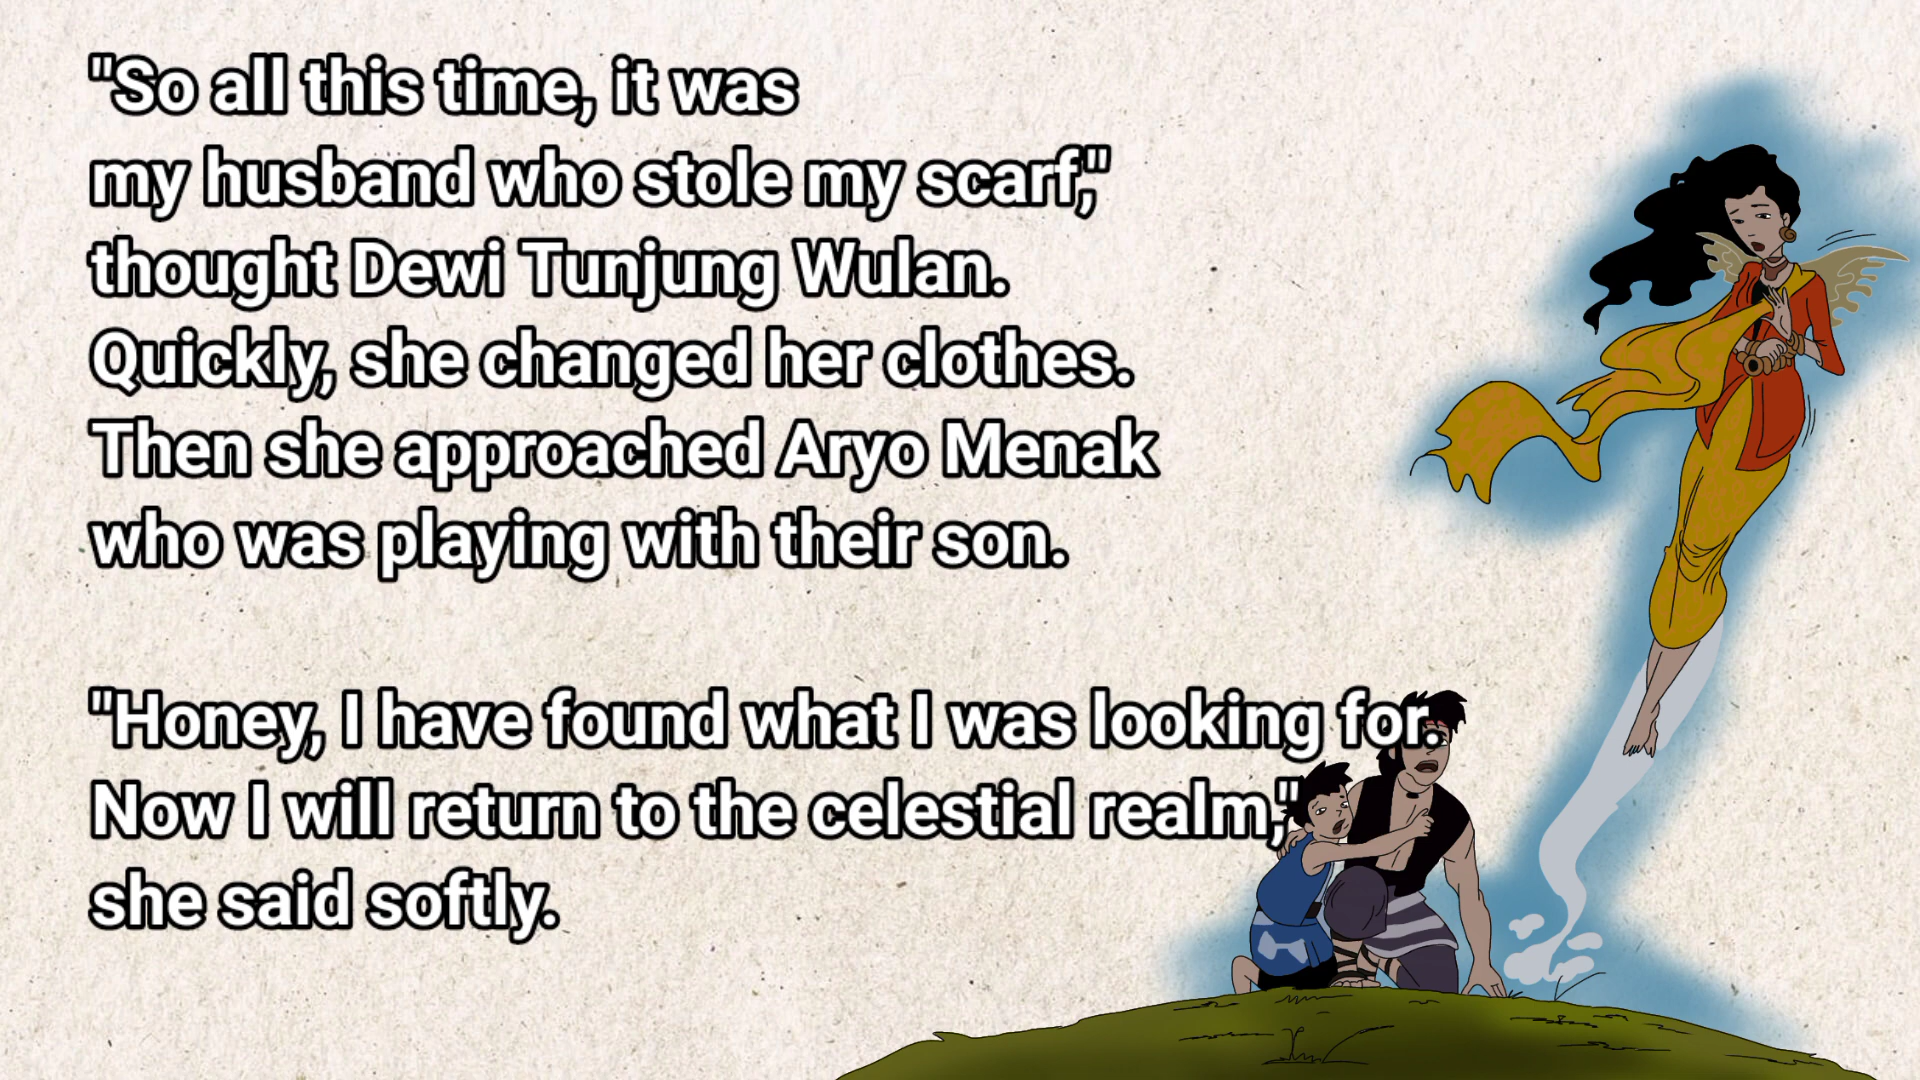 "So all this time, it was
my husband who stole my scarf,"
thought Dewi Tunjung Wulan.
Quickly, she changed her clothes.
Then she approached Aryo Menak
who was playing with their son.
"Honey, I have found what I was looking for.
Now I will return to the celestial realm,"
she said softly.